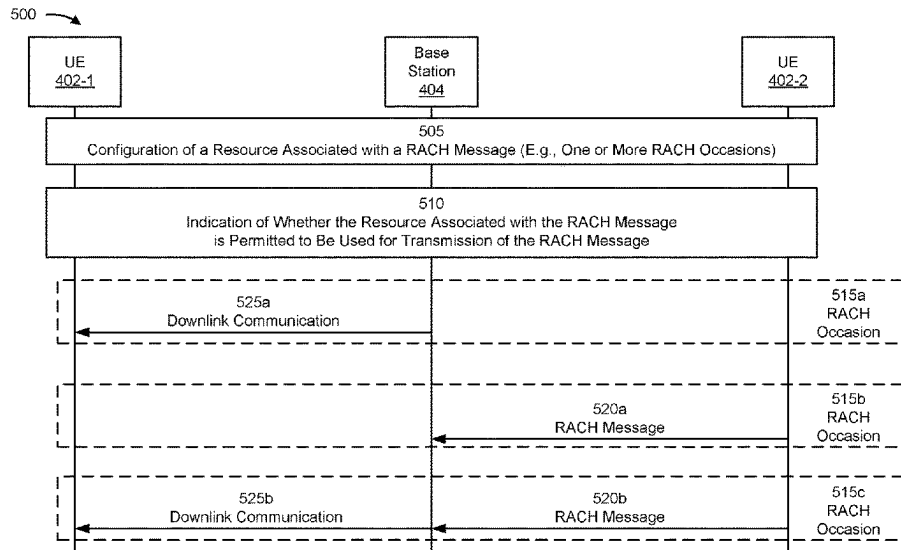 500
UE
402-1
Base
Station
404
UE
402-2
505
Configuration of a Resource Associated with a RACH Message (E.g., One or More RACH Occasions)
510
Indication of Whether the Resource Associated with the RACH Message
is Permitted to Be Used for Transmission of the RACH Message
525a
Downlink Communication
515a
RACH
Occasion
520a
RACH Message
515b
RACH
Occasion
525b
Downlink Communication
520b
RACH Message
515c
RACH
Occasion